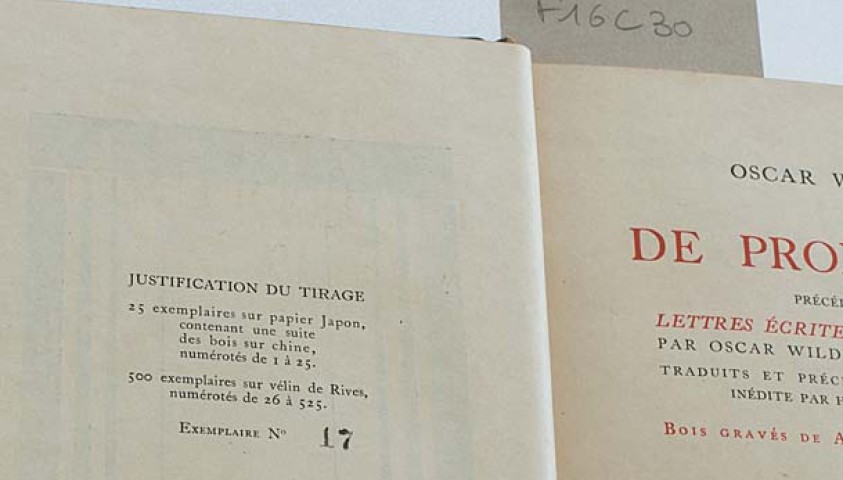 F16C30
JUSTIFICATION DU TIRAGE
25 exemplaires sur papier Japon,
contenant une suite
des bois sur chine,
numérotés de 1 à 25.
500 exemplaires sur vélin de Rives,
numérotés de 26 à 525.
EXEMPLAIRE No 17
OSCAR W
DE PRO
PRÉCÉ
LETTRES ÉCRITE
PAR OSCAR WILD
TRADUITS ET PRÉC
INÉDITE PAR H
BOIS GRAVÉS DE A